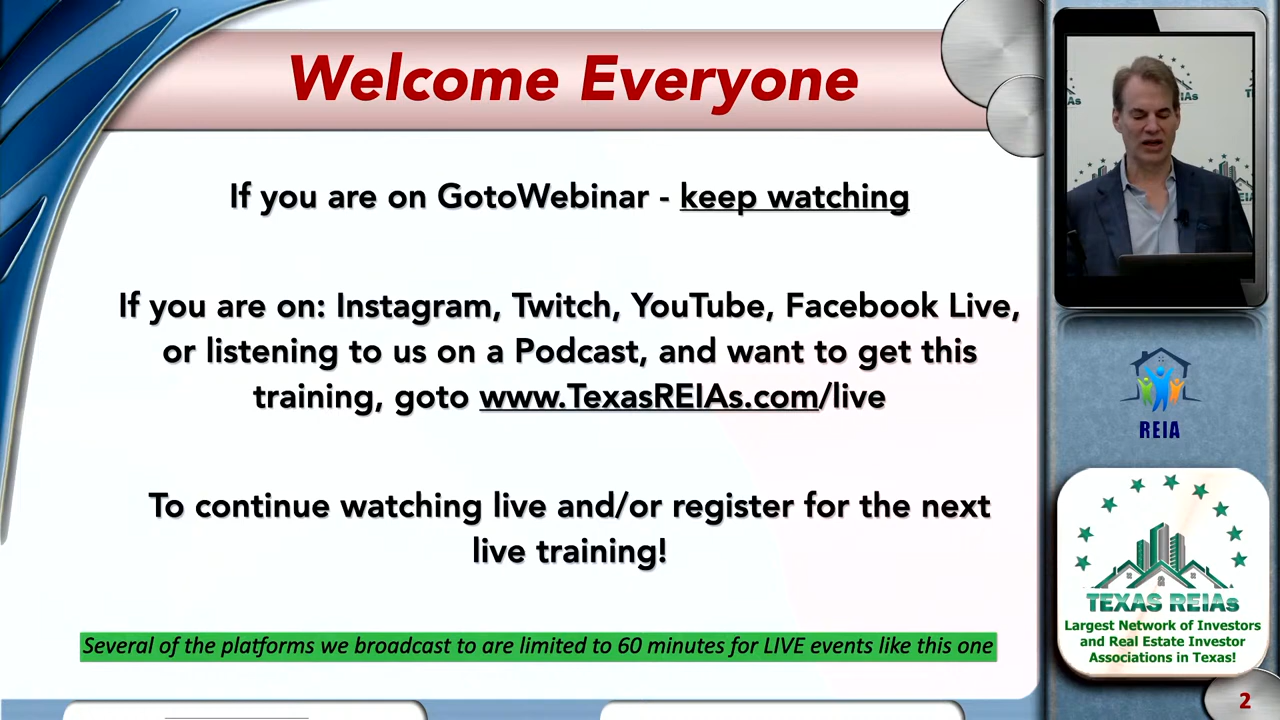 Welcome Everyone
If you are on GotoWebinar - keep watching
If you are on: Instagram, Twitch, YouTube, Facebook Live,
or listening to us on a Podcast, and want to get this
training, goto www.TexasREIAs.com/live
To continue watching live and/or register for the next
live training!
Several of the platforms we broadcast to are limited to 60 minutes for LIVE events like this one
REIA
TEXAS REIAs
Largest Network of Investors
and Real Estate Investor
Associations in Texas!
2